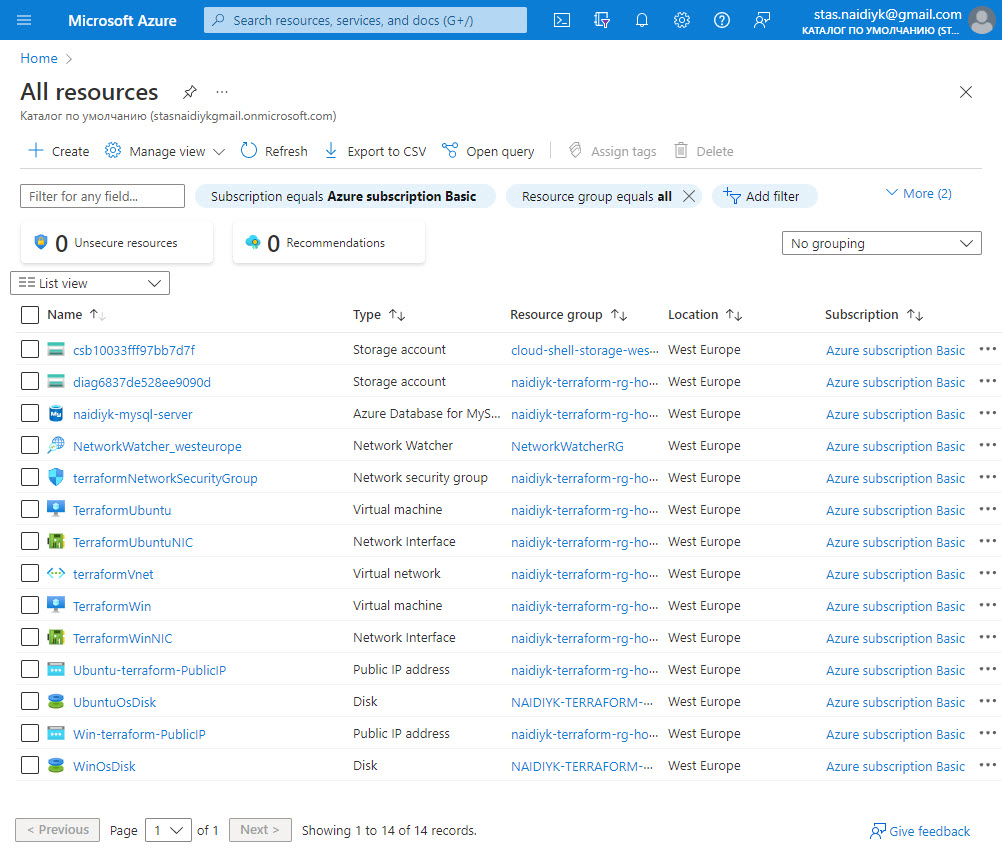 Microsoft Azure
Search resources, services, and docs (G+/)
stas.naidiyk@gmail.com
КАТАЛОГ ПО УМОЛЧАНИЮ (ST...
Home
All resources
Каталог по умолчанию (stasnaidiykgmail.onmicrosoft.com)
Create Manage view Refresh Export to CSV Open query Assign tags Delete
Filter for any field... Subscription equals Azure subscription Basic Resource group equals all Add filter More (2)
0 Unsecure resources 0 Recommendations No grouping
List view
Name Type Resource group Location Subscription
csb10033fff97bb7d7f Storage account cloud-shell-storage-wes... West Europe Azure subscription Basic
diag6837de528ee9090d Storage account naidiyk-terraform-rg-ho... West Europe Azure subscription Basic
naidiyk-mysql-server Azure Database for MyS... naidiyk-terraform-rg-ho... West Europe Azure subscription Basic
NetworkWatcher_westeurope Network Watcher NetworkWatcherRG West Europe Azure subscription Basic
terraformNetworkSecurityGroup Network security group naidiyk-terraform-rg-ho... West Europe Azure subscription Basic
TerraformUbuntu Virtual machine naidiyk-terraform-rg-ho... West Europe Azure subscription Basic
TerraformUbuntuNIC Network Interface naidiyk-terraform-rg-ho... West Europe Azure subscription Basic
terraformVnet Virtual network naidiyk-terraform-rg-ho... West Europe Azure subscription Basic
TerraformWin Virtual machine naidiyk-terraform-rg-ho... West Europe Azure subscription Basic
TerraformWinNIC Network Interface naidiyk-terraform-rg-ho... West Europe Azure subscription Basic
Ubuntu-terraform-PublicIP Public IP address naidiyk-terraform-rg-ho... West Europe Azure subscription Basic
UbuntuOsDisk Disk NAIDIYK-TERRAFORM-... West Europe Azure subscription Basic
Win-terraform-PublicIP Public IP address naidiyk-terraform-rg-ho... West Europe Azure subscription Basic
WinOsDisk Disk NAIDIYK-TERRAFORM-... West Europe Azure subscription Basic
< Previous Page 1 of 1 Next > Showing 1 to 14 of 14 records. Give feedback